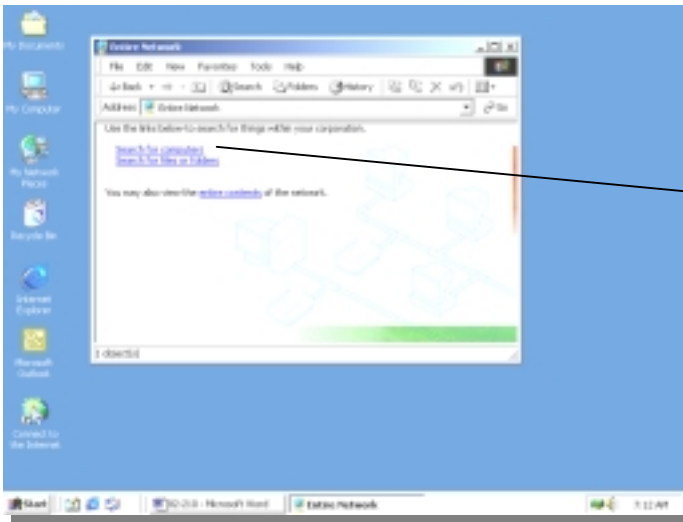 My Documents
My Computer
My Network
Places
Recycle Bin
Internet
Explorer
Microsoft
Outlook
Connect to
the Internet
Entire Network
File Edit View Favorites Tools Help
Back Search Folders History
Address Entire Network Go
Use the links below to search for things within your corporation.
Search for computers
Search for files or folders
You may also view the entire contents of the network.
1 object(s)
Start - Microsoft Word Entire Network 7:12 AM